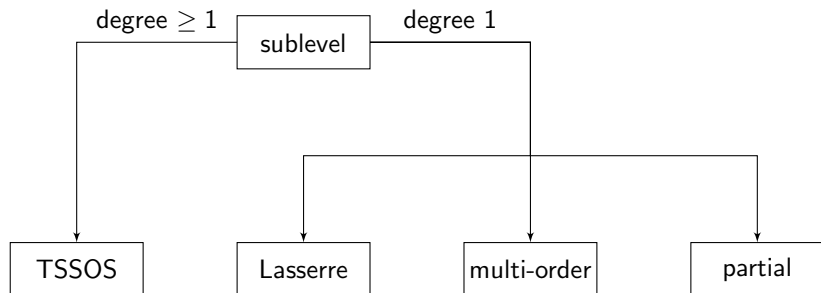 degree ≥ 1
sublevel
degree 1
TSSOS
Lasserre
multi-order
partial